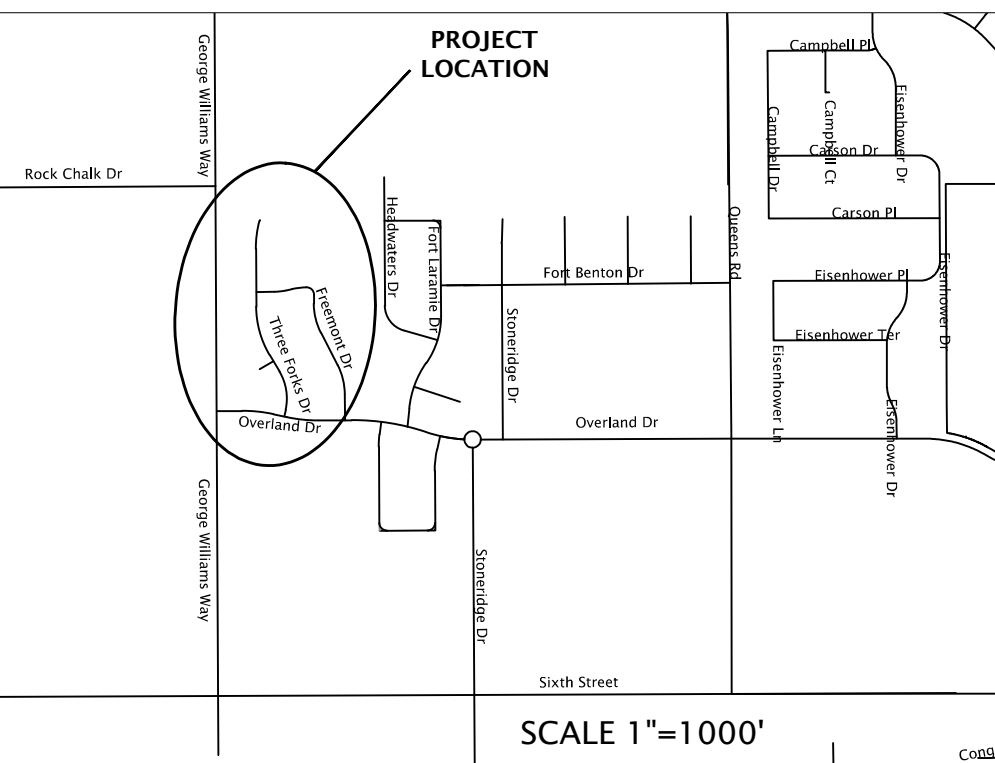 PROJECT
LOCATION
George Williams Way
Campbell Pl
Eisenhower Dr
Campbell Dr
Campbell Ct
Carson Dr
Rock Chalk Dr
Carson Pl
Queens Rd
Headwaters Dr
Fort Laramie Dr
Fort Benton Dr
Eisenhower Pl
Eisenhower Dr
Freemont Dr
Three Forks Dr
Stoneridge Dr
Eisenhower Ter
Eisenhower Ln
Overland Dr
Overland Dr
Eisenhower Dr
George Williams Way
Stoneridge Dr
Sixth Street
SCALE 1"=1000'
Cong